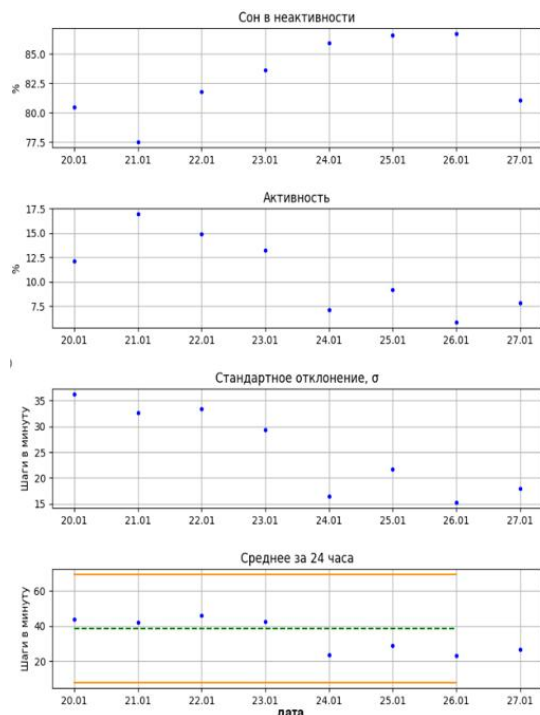 Сон в неактивности
85.0
82.5
80.0
77.5
%
20.01 21.01 22.01 23.01 24.01 25.01 26.01 27.01
Активность
17.5
15.0
12.5
10.0
7.5
%
20.01 21.01 22.01 23.01 24.01 25.01 26.01 27.01
)
Стандартное отклонение, σ
35
30
25
20
15
Шаги в минуту
20.01 21.01 22.01 23.01 24.01 25.01 26.01 27.01
Среднее за 24 часа
60
40
20
Шаги в минуту
20.01 21.01 22.01 23.01 24.01 25.01 26.01 27.01
дата